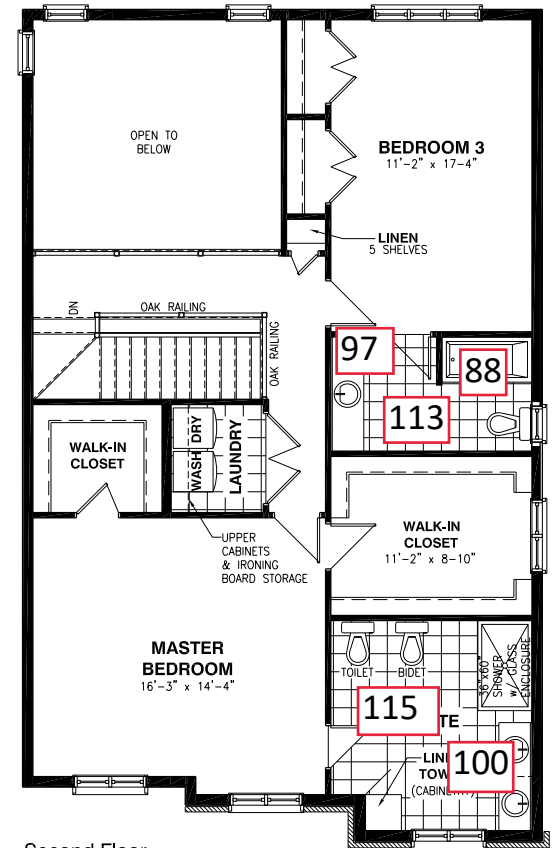 OPEN TO
BELOW
BEDROOM 3
11'-2" x 17'-4"
LINEN
5 SHELVES
DN
OAK RAILING
OAK RAILING
97
88
113
WALK-IN
CLOSET
WASH DRY
LAUNDRY
UPPER
CABINETS
& IRONING
BOARD STORAGE
WALK-IN
CLOSET
11'-2" x 8'-10"
MASTER
BEDROOM
16'-3" x 14'-4"
TOILET
BIDET
36"x60"
SHOWER
w/ GLASS
ENCLOSURE
115
TE
100
LIN
TOW
Second Floor